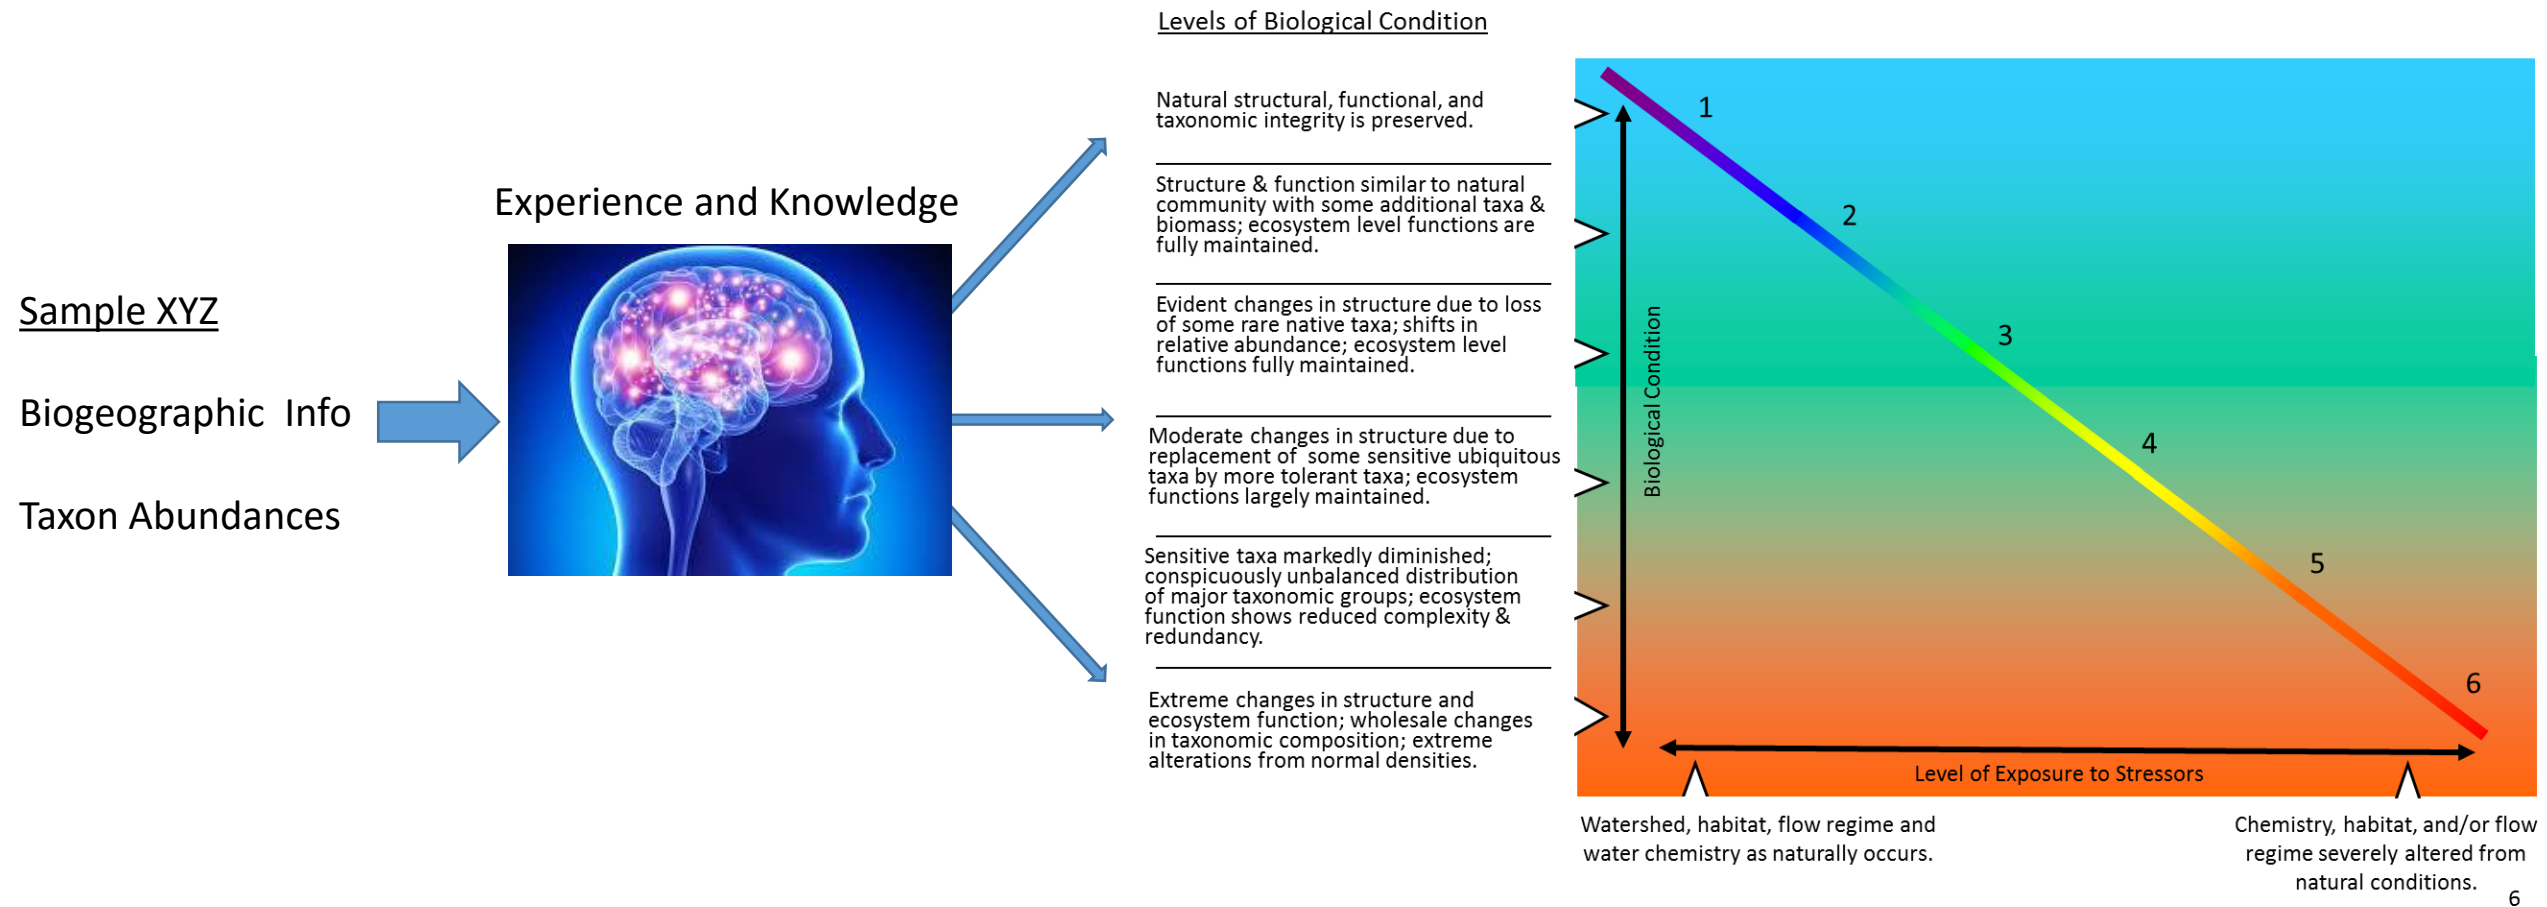 Levels of Biological Condition
Experience and Knowledge
Sample XYZ
Biogeographic Info
Taxon Abundances
Natural structural, functional, and
taxonomic integrity is preserved.
Structure & function similar to natural
community with some additional taxa &
biomass; ecosystem level functions are
fully maintained.
Evident changes in structure due to loss
of some rare native taxa; shifts in
relative abundance; ecosystem level
functions fully maintained.
Moderate changes in structure due to
replacement of some sensitive ubiquitous
taxa by more tolerant taxa; ecosystem
functions largely maintained.
Sensitive taxa markedly diminished;
conspicuously unbalanced distribution
of major taxonomic groups; ecosystem
function shows reduced complexity &
redundancy.
Extreme changes in structure and
ecosystem function; wholesale changes
in taxonomic composition; extreme
alterations from normal densities.
Biological Condition
1
2
3
4
5
6
Level of Exposure to Stressors
Watershed, habitat, flow regime and
water chemistry as naturally occurs.
Chemistry, habitat, and/or flow
regime severely altered from
natural conditions.
6